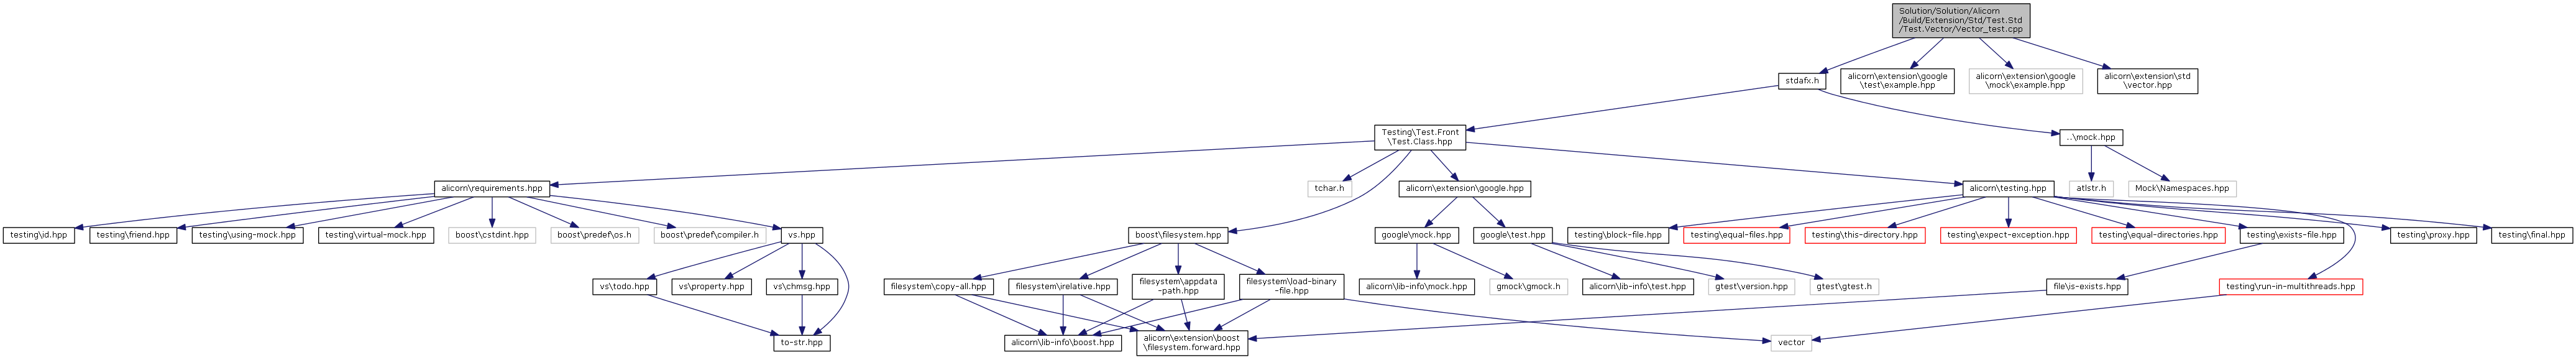 Solution/Solution/Alicorn
/Build/Extension/Std/Test.Std
/Test.Vector/Vector_test.cpp
stdafx.h
alicorn\extension\google
\test\example.hpp
alicorn\extension\google
\mock\example.hpp
alicorn\extension\std
\vector.hpp
Testing\Test.Front
\Test.Class.hpp
..\mock.hpp
alicorn\requirements.hpp
tchar.h
alicorn\extension\google.hpp
alicorn\testing.hpp
atlstr.h
Mock\Namespaces.hpp
testing\id.hpp
testing\friend.hpp
testing\using-mock.hpp
testing\virtual-mock.hpp
boost\cstdint.hpp
boost\predef\os.h
boost\predef\compiler.h
vs.hpp
boost\filesystem.hpp
google\mock.hpp
google\test.hpp
testing\block-file.hpp
testing\equal-files.hpp
testing\this-directory.hpp
testing\expect-exception.hpp
testing\equal-directories.hpp
testing\exists-file.hpp
testing\proxy.hpp
testing\final.hpp
vs\todo.hpp
vs\property.hpp
vs\chmsg.hpp
filesystem\copy-all.hpp
filesystem\irelative.hpp
filesystem\appdata
-path.hpp
filesystem\load-binary
-file.hpp
alicorn\lib-info\mock.hpp
gmock\gmock.h
alicorn\lib-info\test.hpp
gtest\version.hpp
gtest\gtest.h
file\is-exists.hpp
testing\run-in-multithreads.hpp
to-str.hpp
alicorn\lib-info\boost.hpp
alicorn\extension\boost
\filesystem.forward.hpp
vector